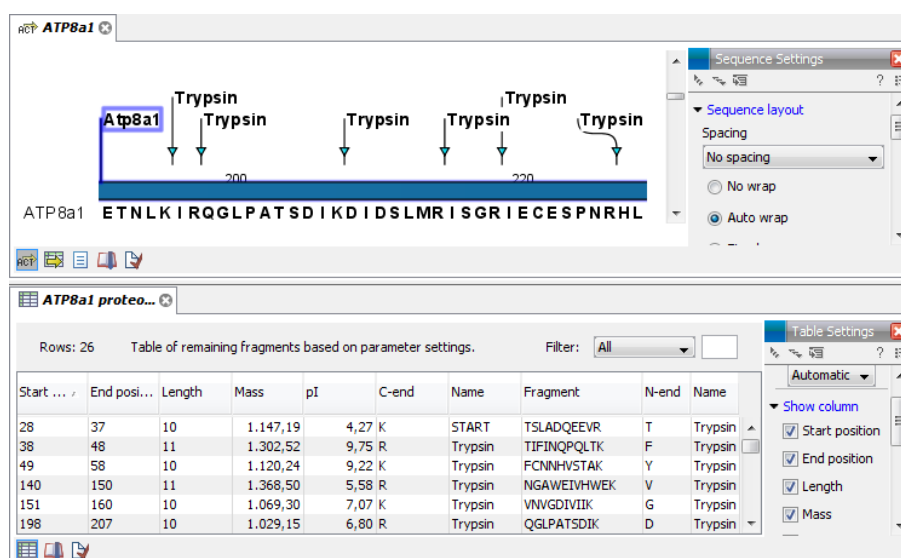 ATP8a1
Sequence Settings
Trypsin Trypsin
Atp8a1 Trypsin Trypsin Trypsin Trypsin
Sequence layout
Spacing
No spacing
200 220
No wrap
ATP8a1 ETNLKIRQGLPATSDIKDIDSLMRISGRIECESPNRHL
Auto wrap
ATP8a1 proteo...
Table Settings
Rows: 26 Table of remaining fragments based on parameter settings. Filter: All
Automatic
Start ... End posi... Length Mass pI C-end Name Fragment N-end Name
Show column
28 37 10 1.147,19 4,27 K START TSLADQEEVR T Trypsin
Start position
38 48 11 1.302,52 9,75 R Trypsin TIFINQPQLTK F Trypsin
49 58 10 1.120,24 9,22 K Trypsin FCNNHVSTAK Y Trypsin
End position
140 150 11 1.368,50 5,58 R Trypsin NGAWEIVHWEK V Trypsin
Length
151 160 10 1.069,30 7,07 K Trypsin VNVGDIVIIK G Trypsin
Mass
198 207 10 1.029,15 6,80 R Trypsin QGLPATSDIK D Trypsin